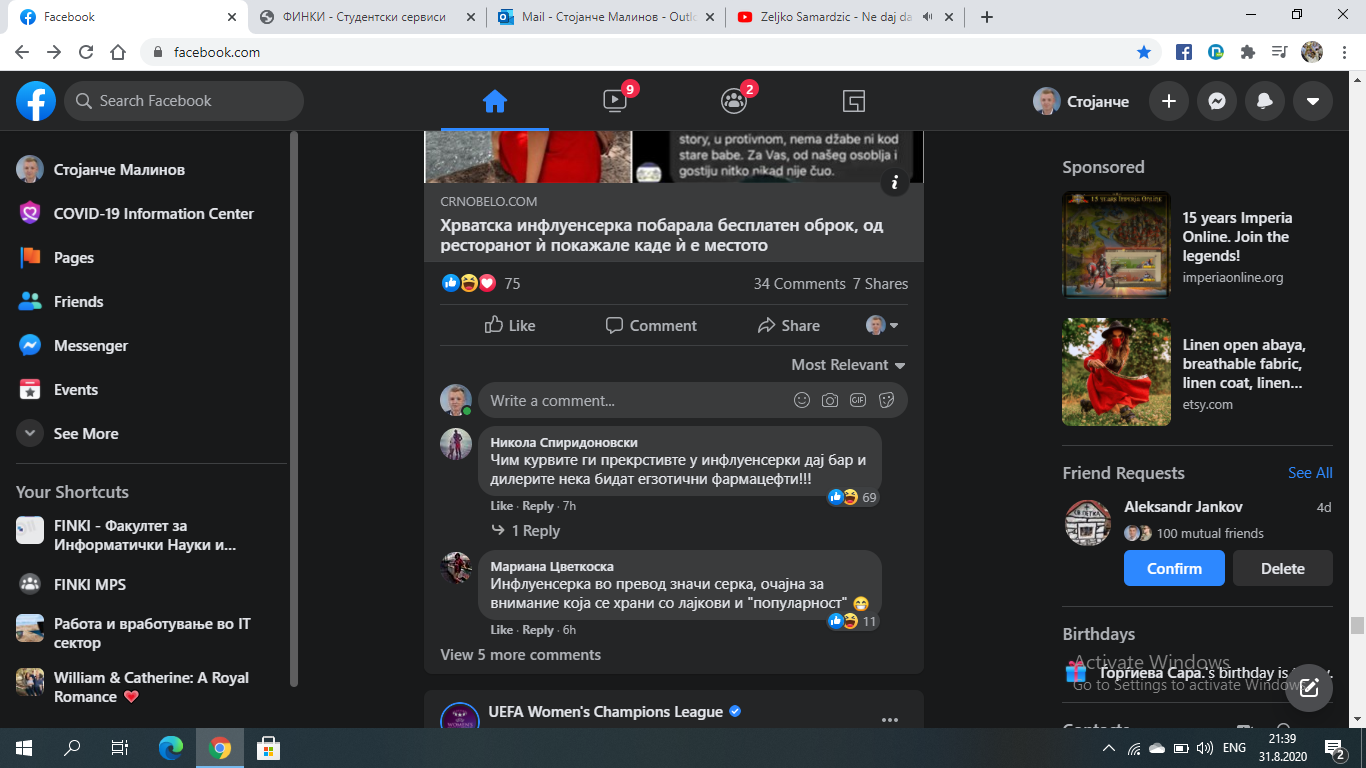 Facebook
ФИНКИ - Студентски сервиси
Mail - Стојанче Малинов - Outl
Zeljko Samardzic - Ne daj da
facebook.com
Search Facebook
9
2
Стојанче
Стојанче Малинов
COVID-19 Information Center
Pages
Friends
Messenger
Events
See More
Your Shortcuts
FINKI - Факултет за
Информатички Науки и...
FINKI MPS
Работа и вработување во IT
сектор
William & Catherine: A Royal
Romance
story, u protivnom, nema džabe ni kod
stare babe. Za Vas, od našeg osoblja i
gostiju nitko nikad nije čuo.
CRNOBELO.COM
Хрватска инфлуенсерка побарала бесплатен оброк, од
ресторанот ѝ покажале каде ѝ е местото
75
34 Comments 7 Shares
Like
Comment
Share
Most Relevant
Write a comment...
GIF
Никола Спиридоновски
Чим курвите ги прекрстивте у инфлуенсерки дај бар и
дилерите нека бидат егзотични фармацефти!!!
69
Like · Reply · 7h
1 Reply
Мариана Цветкоска
Инфлуенсерка во превод значи серка, очајна за
внимание која се храни со лајкови и "популарност"
11
Like · Reply · 6h
View 5 more comments
UEFA Women's Champions League
Sponsored
15 years Imperia
Online. Join the
legends!
imperiaonline.org
Linen open abaya,
breathable fabric,
linen coat, linen...
etsy.com
Friend Requests
See All
Aleksandr Jankov
4d
100 mutual friends
Confirm
Delete
Birthdays
Activate Windows
Go to Settings to activate Windows.
Ѓорѓиева Сара.'s birthday is
Contacts
ENG
21:39
31.8.2020
2